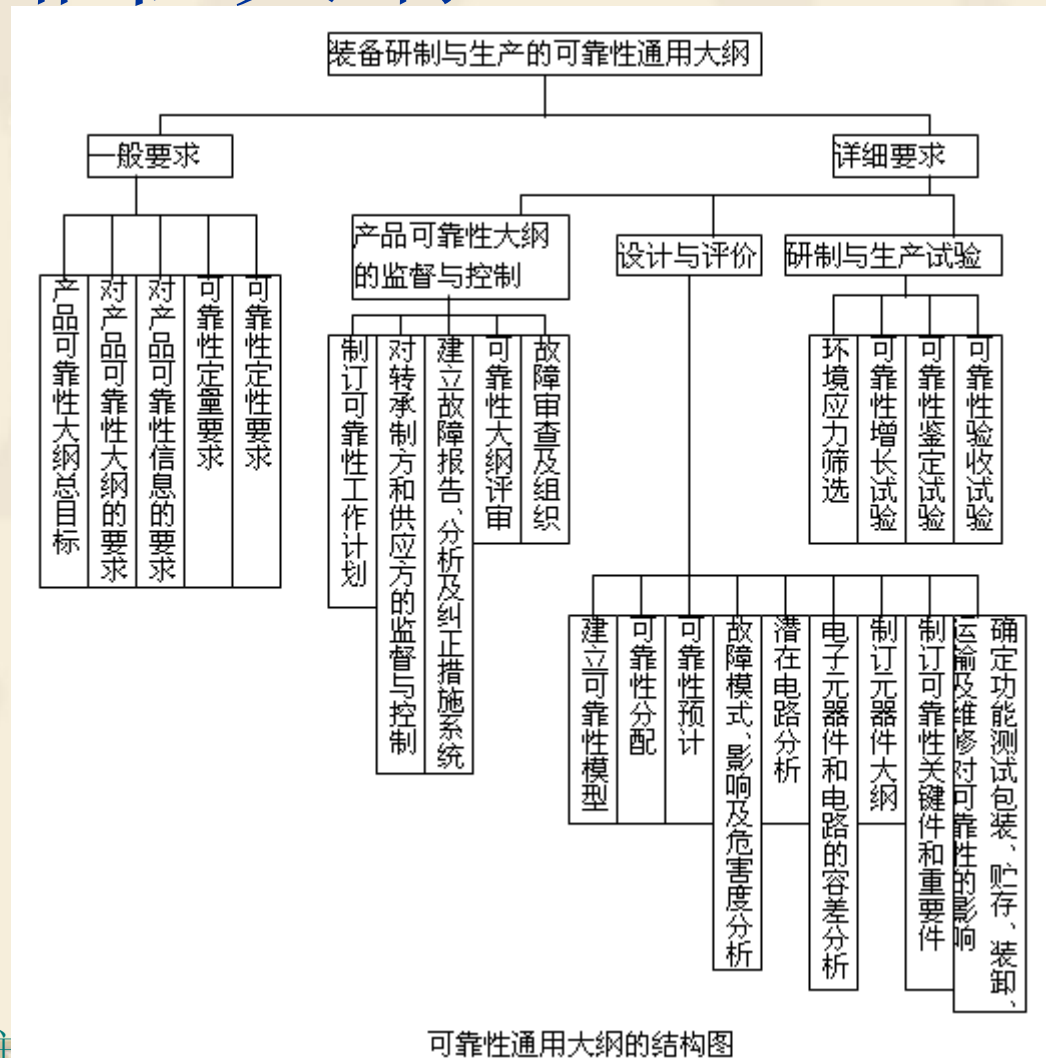 装备研制与生产的可靠性通用大纲
一般要求
详细要求
产品可靠性大纲
的监督与控制
设计与评价
研制与生产试验
产品可靠性大纲总目标
对产品可靠性大纲的要求
对产品可靠性信息的要求
可靠性定量要求
可靠性定性要求
制订可靠性工作计划
对转承制方和供应方的监督与控制
建立故障报告、分析及纠正措施系统
可靠性大纲评审
故障审查及组织
环境应力筛选
可靠性增长试验
可靠性鉴定试验
可靠性验收试验
建立可靠性模型
可靠性分配
可靠性预计
故障模式、影响及危害度分析
潜在电路分析
电子元器件和电路的容差分析
制订元器件大纲
制订可靠性关键件和重要件
确定功能测试包装、贮存、装卸、
运输及维修对可靠性的影响
可靠性通用大纲的结构图